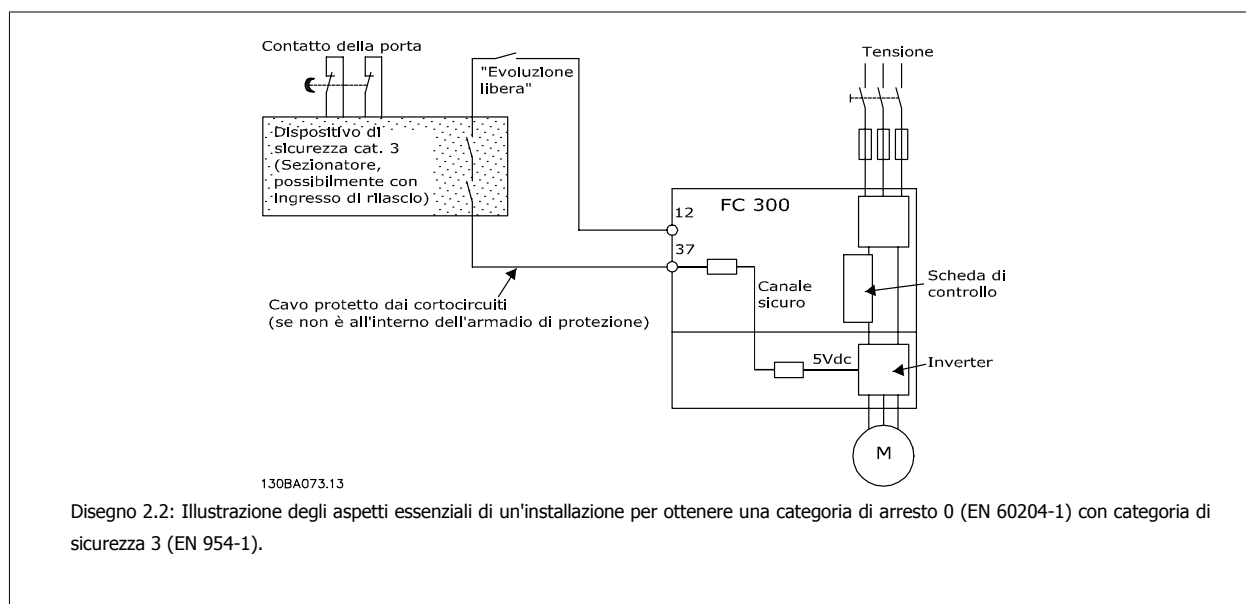 Contatto della porta
"Evoluzione
libera"
Tensione
Dispositivo di
sicurezza cat. 3
(Sezionatore,
possibilmente con
ingresso di rilascio)
12
FC 300
37
Canale
sicuro
Scheda di
controllo
Cavo protetto dai cortocircuiti
(se non è all'interno dell'armadio di protezione)
5Vdc
Inverter
M
130BA073.13
Disegno 2.2: Illustrazione degli aspetti essenziali di un'installazione per ottenere una categoria di arresto 0 (EN 60204-1) con categoria di
sicurezza 3 (EN 954-1).